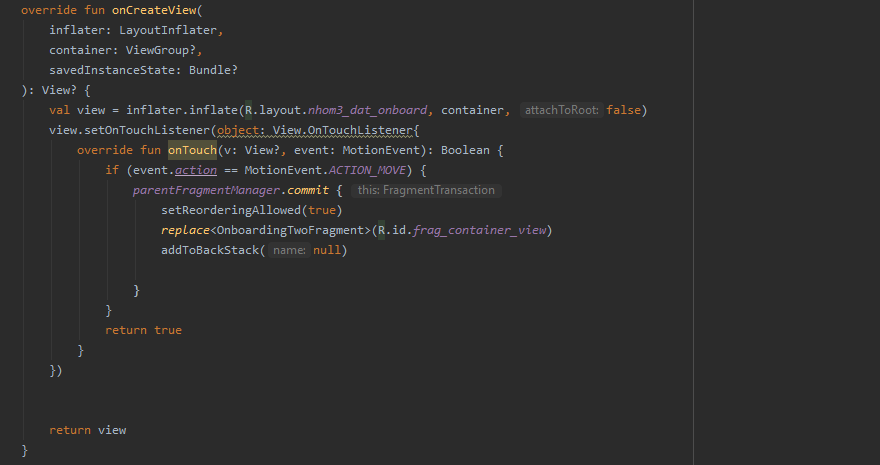 override fun onCreateView(
    inflater: LayoutInflater,
    container: ViewGroup?,
    savedInstanceState: Bundle?
): View? {
    val view = inflater.inflate(R.layout.nhom3_dat_onboard, container, attachToRoot: false)
    view.setOnTouchListener(object: View.OnTouchListener{
        override fun onTouch(v: View?, event: MotionEvent): Boolean {
            if (event.action == MotionEvent.ACTION_MOVE) {
                parentFragmentManager.commit { this: FragmentTransaction
                    setReorderingAllowed(true)
                    replace<OnboardingTwoFragment>(R.id.frag_container_view)
                    addToBackStack( name: null)
                }
            }
            return true
        }
    })
    return view
}